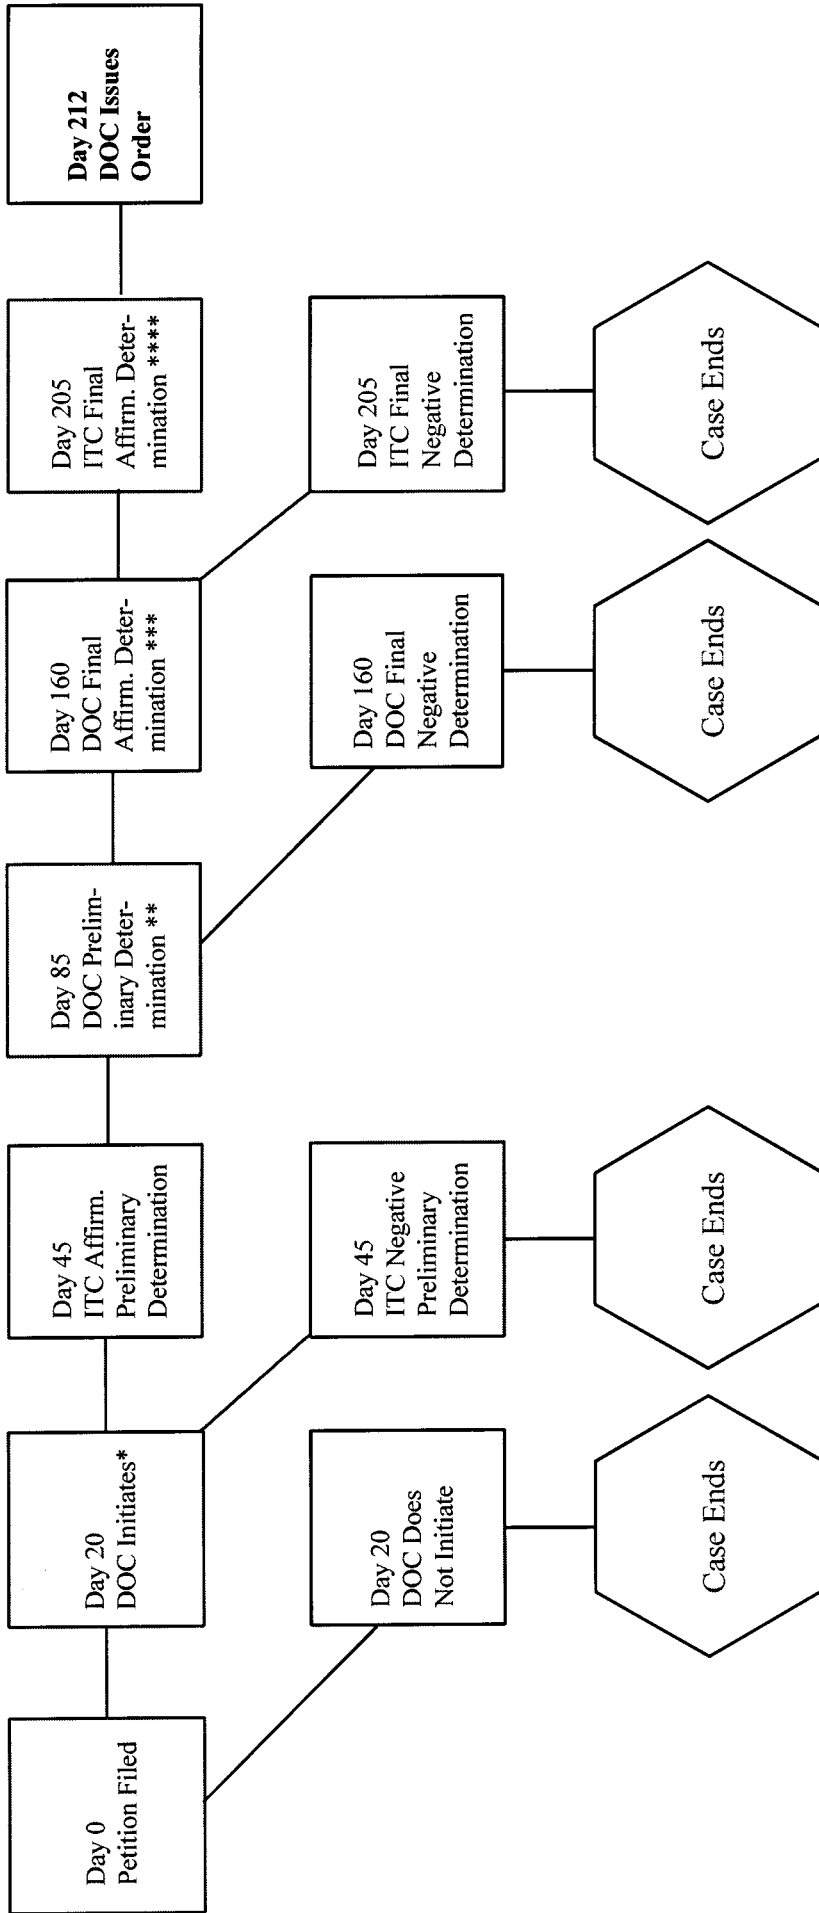 Day 0
Petition Filed
Day 20
DOC Initiates*
Day 45
ITC Affirm.
Preliminary
Determination
Day 85
DOC Prelim-
inary Deter-
mination **
Day 160
DOC Final
Affirm. Deter-
mination ***
Day 205
ITC Final
Affirm. Deter-
mination ****
Day 212
DOC Issues
Order
Day 20
DOC Does
Not Initiate
Day 45
ITC Negative
Preliminary
Determination
Day 160
DOC Final
Negative
Determination
Day 205
ITC Final
Negative
Determination
Case Ends
Case Ends
Case Ends
Case Ends